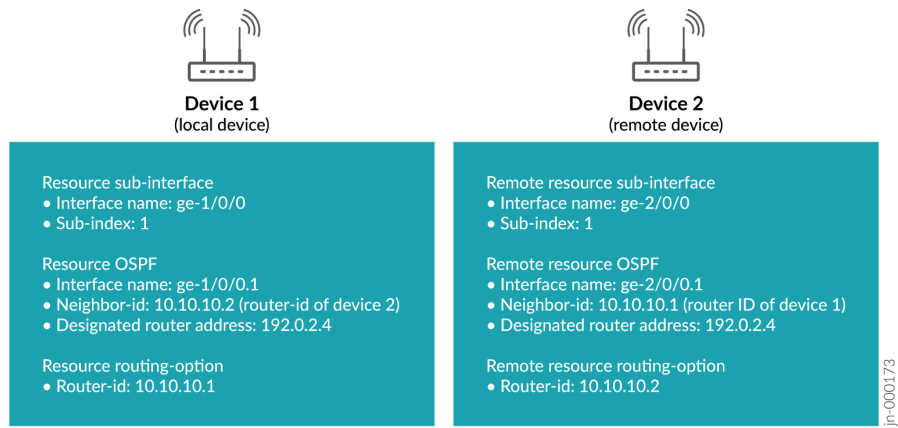 Device 1
(local device)
Resource sub-interface
• Interface name: ge-1/0/0
• Sub-index: 1
Resource OSPF
• Interface name: ge-1/0/0.1
• Neighbor-id: 10.10.10.2 (router-id of device 2)
• Designated router address: 192.0.2.4
Resource routing-option
• Router-id: 10.10.10.1
Device 2
(remote device)
Remote resource sub-interface
• Interface name: ge-2/0/0
• Sub-index: 1
Remote resource OSPF
• Interface name: ge-2/0/0.1
• Neighbor-id: 10.10.10.1 (router ID of device 1)
• Designated router address: 192.0.2.4
Remote resource routing-option
• Router-id: 10.10.10.2
jn-000173